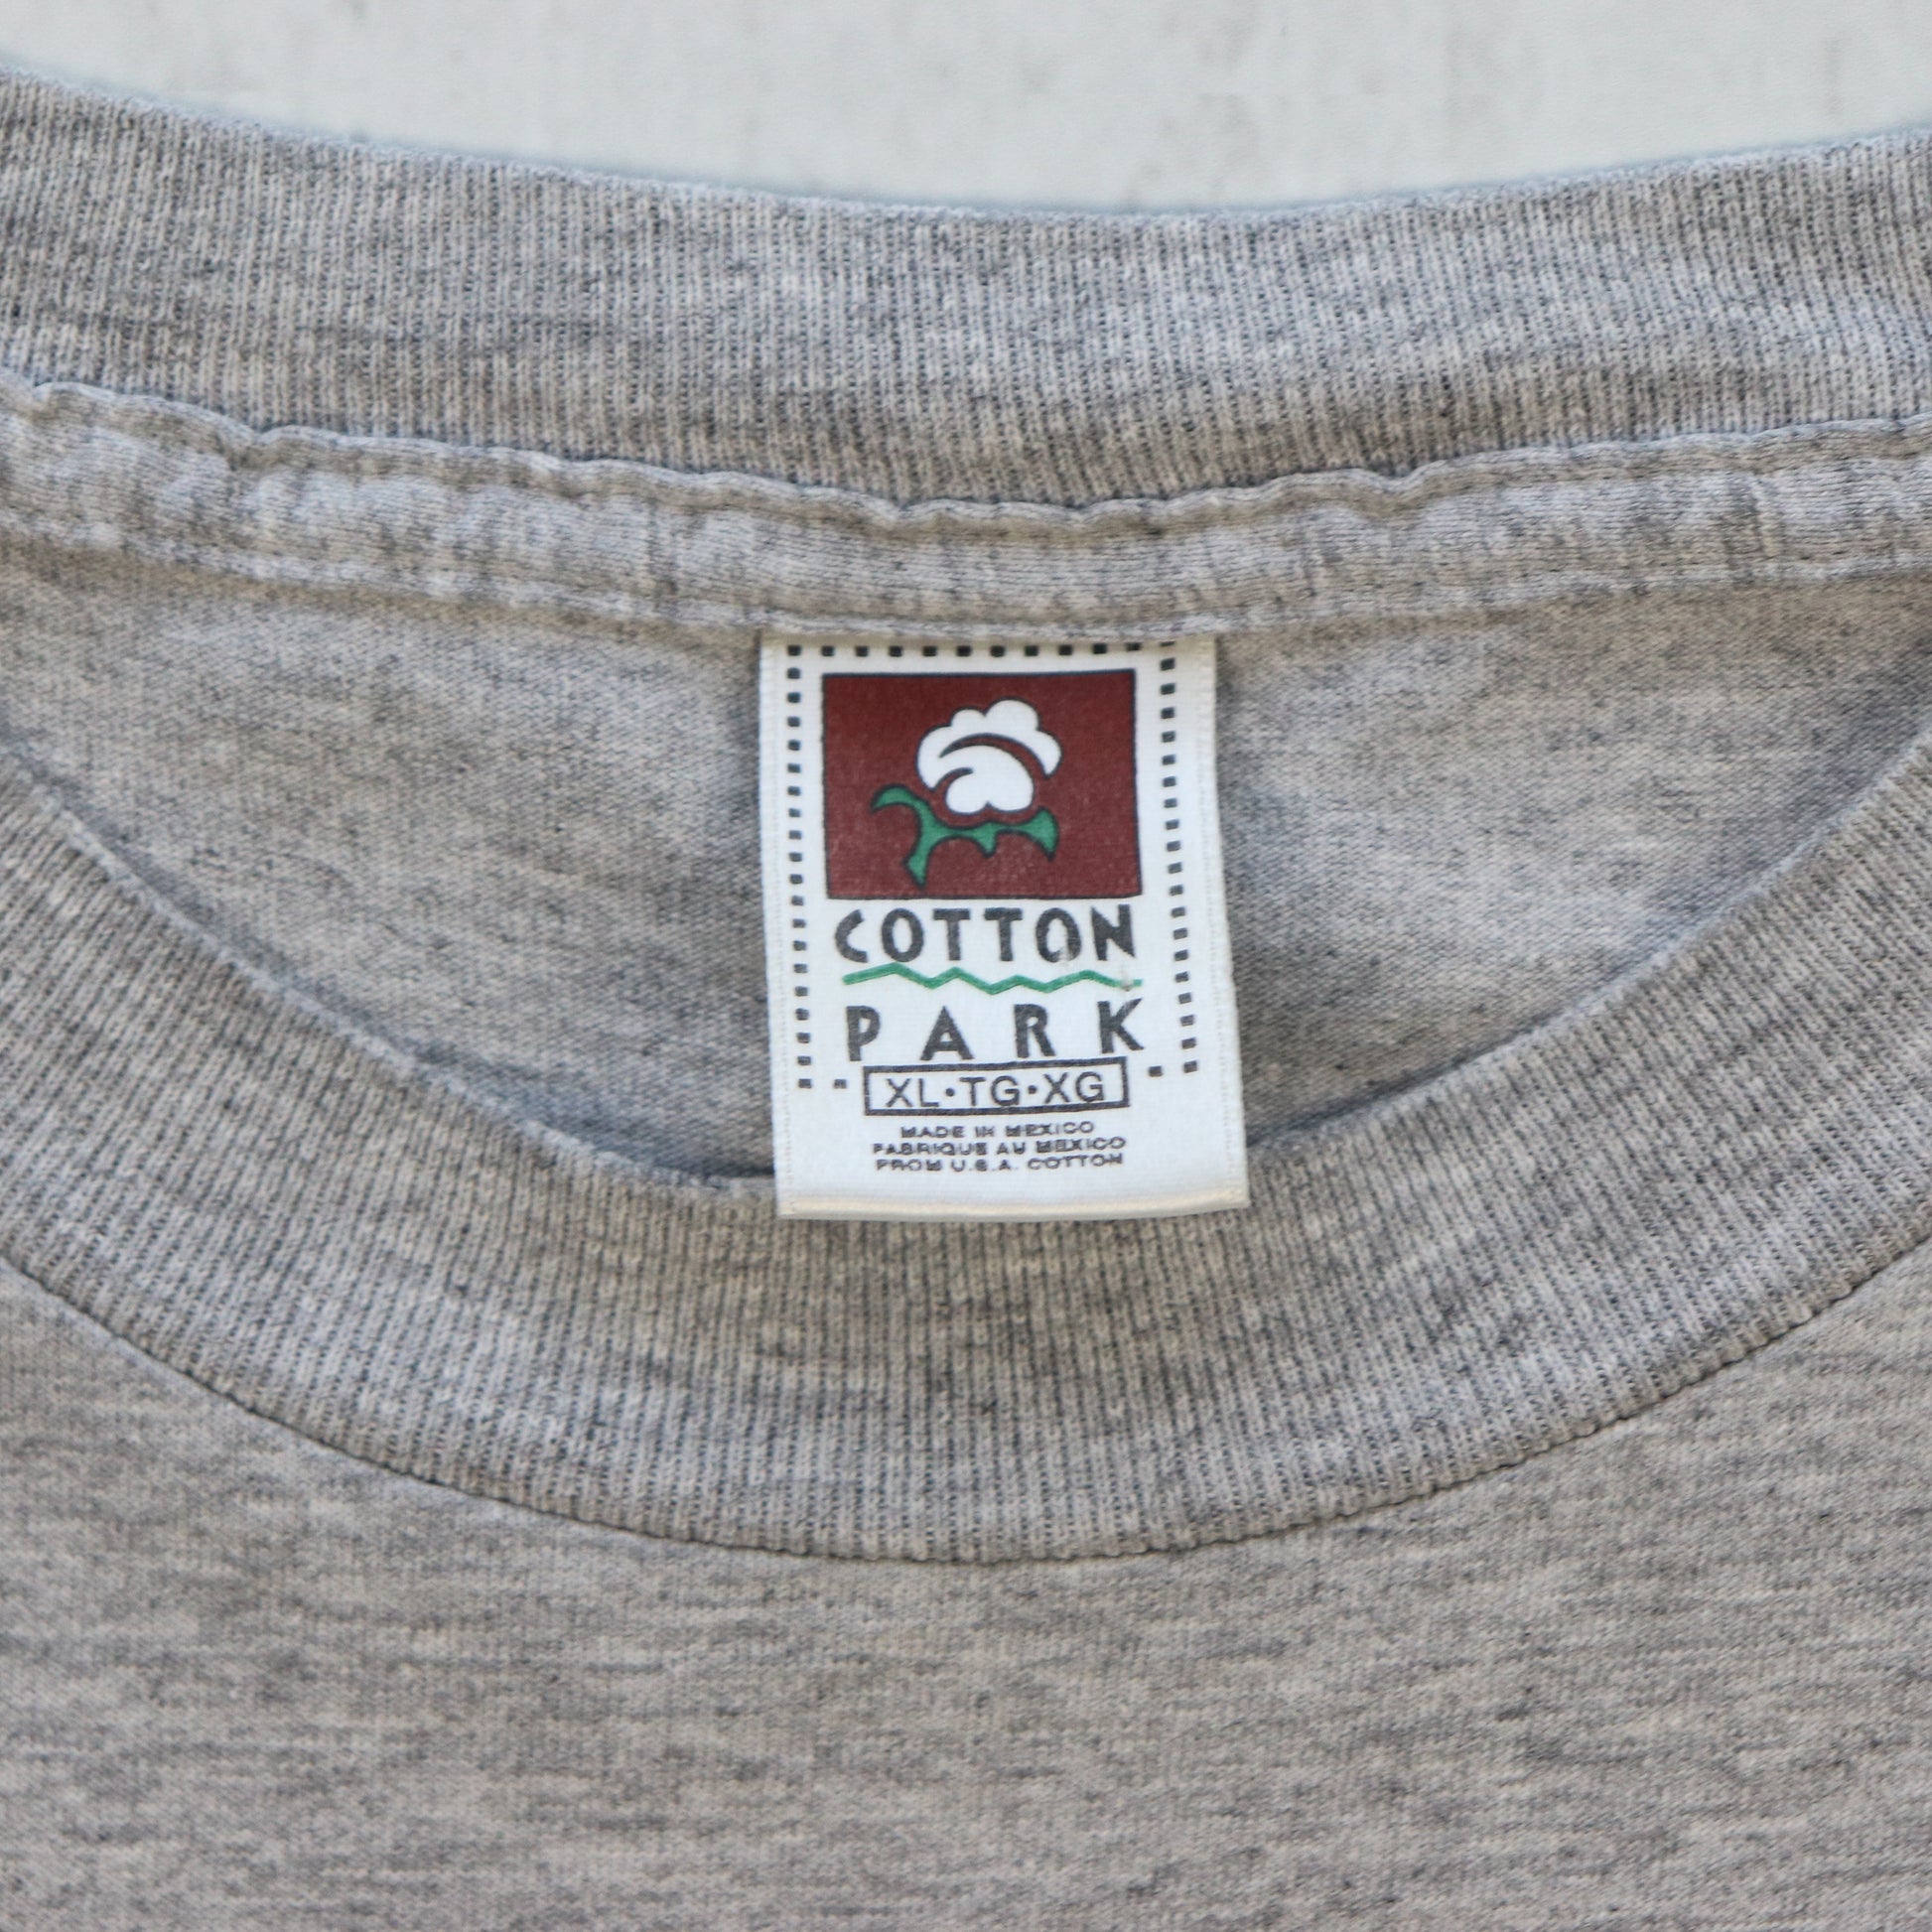 COTTON
PARK
XL•TG•XG
MADE IN MEXICO
FABRIQUE AU MEXICO
FROM U.S.A. COTTON